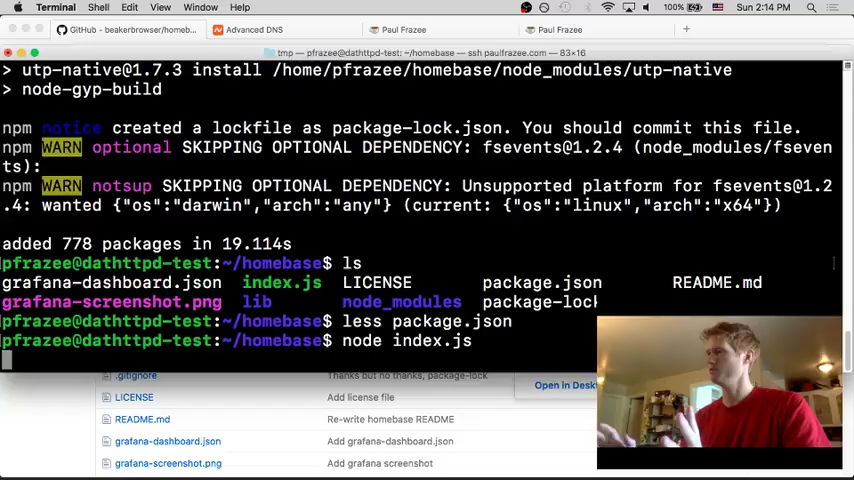 Terminal Shell Edit View Window Help 100% Sun 2:14 PM
GitHub - beakerbrowser/homeb... Advanced DNS Paul Frazee Paul Frazee
tmp — pfrazee@dathttpd-test: ~/homebase — ssh paulfrazee.com — 83×16
> utp-native@1.7.3 install /home/pfrazee/homebase/node_modules/utp-native
> node-gyp-build
npm notice created a lockfile as package-lock.json. You should commit this file.
npm WARN optional SKIPPING OPTIONAL DEPENDENCY: fsevents@1.2.4 (node_modules/fseven
ts):
npm WARN notsup SKIPPING OPTIONAL DEPENDENCY: Unsupported platform for fsevents@1.2
.4: wanted {"os":"darwin","arch":"any"} (current: {"os":"linux","arch":"x64"})
added 778 packages in 19.114s
pfrazee@dathttpd-test:~/homebase$ ls
grafana-dashboard.json index.js LICENSE package.json README.md
grafana-screenshot.png lib node_modules package-lock
pfrazee@dathttpd-test:~/homebase$ less package.json
pfrazee@dathttpd-test:~/homebase$ node index.js
.gitignore Thanks but no thanks, package-lock
Open in Deskt
LICENSE Add license file
README.md Re-write homebase README
grafana-dashboard.json Add grafana-dashboard.json
grafana-screenshot.png Add grafana screenshot